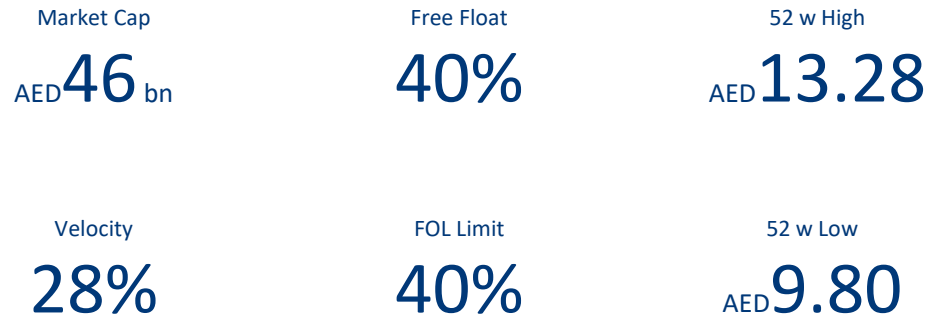 Market Cap
AED46 bn
Free Float
40%
52 w High
AED13.28
Velocity
28%
FOL Limit
40%
52 w Low
AED9.80